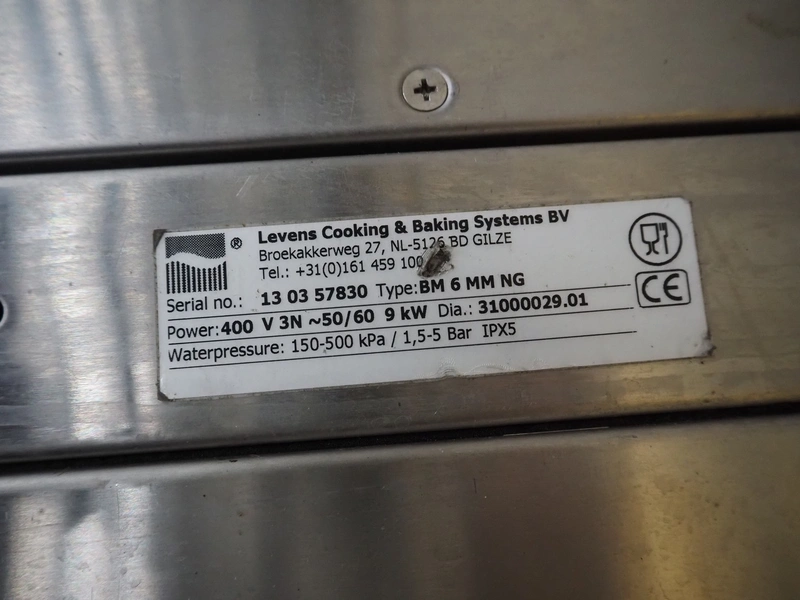 ®
Levens Cooking & Baking Systems BV
Broekakkerweg 27, NL-5126 BD GILZE
Tel.: +31(0)161 459 100
Serial no.: 13 03 57830 Type: BM 6 MM NG
Power: 400 V 3N ~50/60 9 kW Dia.: 31000029.01
Waterpressure: 150-500 kPa / 1,5-5 Bar IPX5
CE